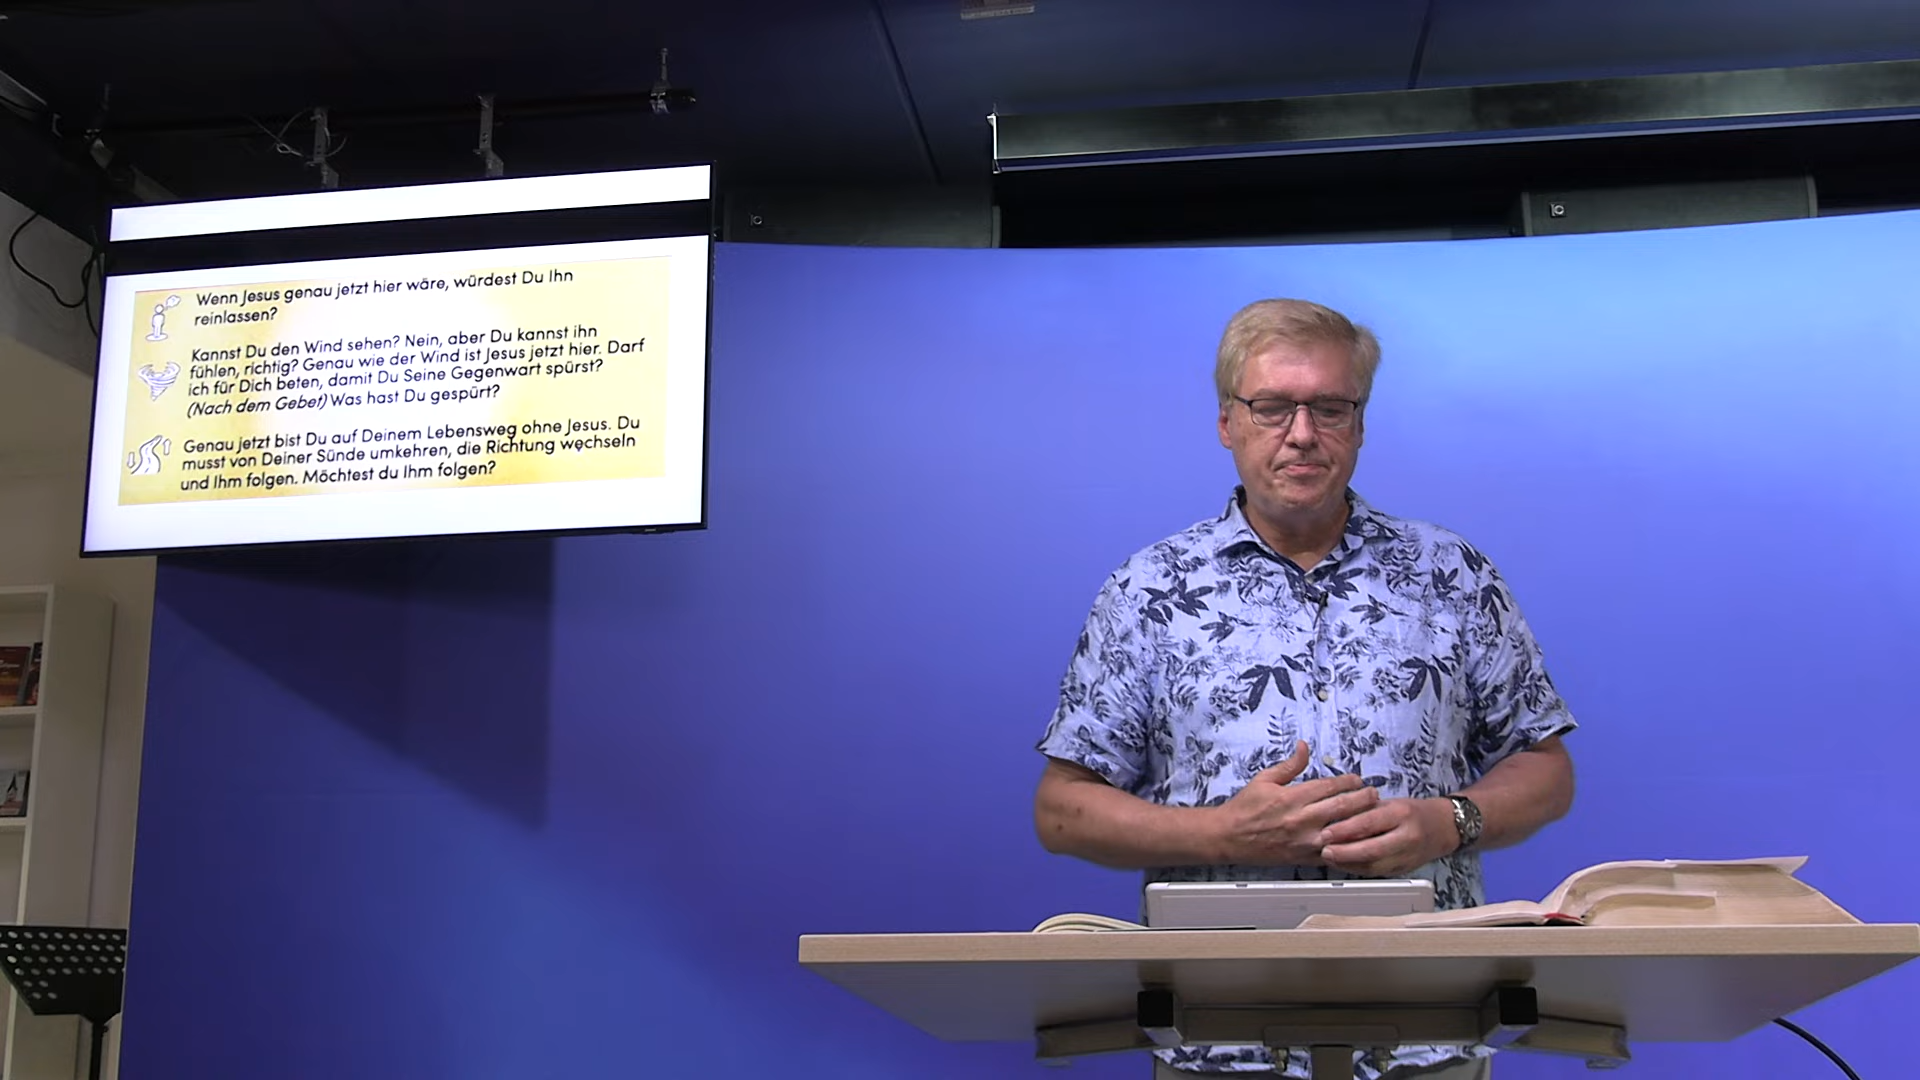 Wenn Jesus genau jetzt hier wäre, würdest Du Ihn
reinlassen?
Kannst Du den Wind sehen? Nein, aber Du kannst ihn
fühlen, richtig? Genau wie der Wind ist Jesus jetzt hier. Darf
ich für Dich beten, damit Du Seine Gegenwart spürst?
(Nach dem Gebet) Was hast Du gespürt?
Genau jetzt bist Du auf Deinem Lebensweg ohne Jesus. Du
musst von Deiner Sünde umkehren, die Richtung wechseln
und Ihm folgen. Möchtest du Ihm folgen?